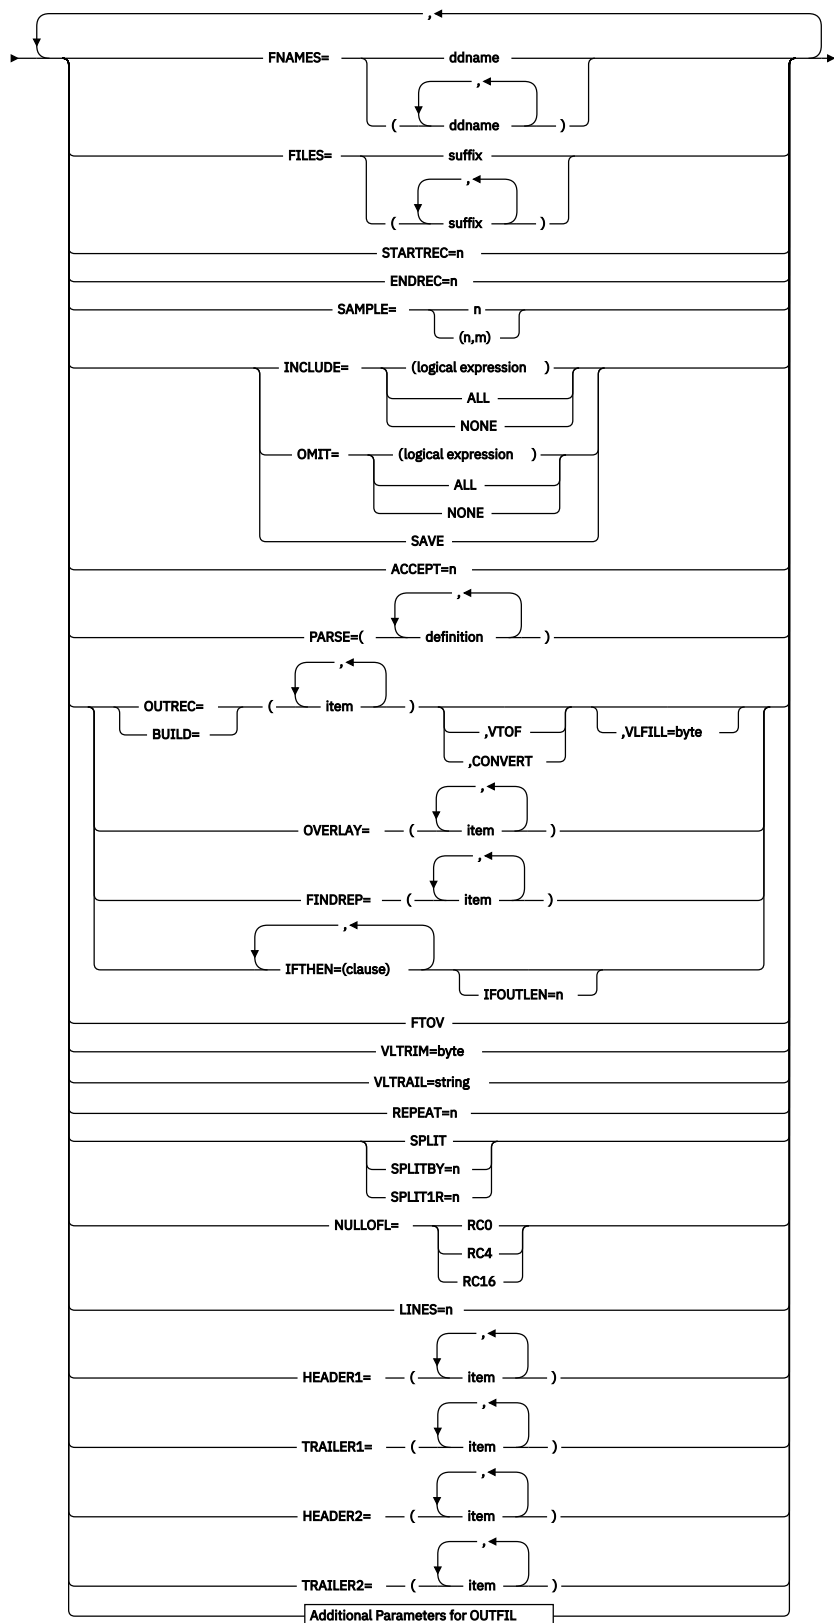 ,
FNAMES= ddname
,
( ddname )
FILES= suffix
,
( suffix )
STARTREC=n
ENDREC=n
SAMPLE= n
(n,m)
INCLUDE= (logical expression )
ALL
NONE
OMIT= (logical expression )
ALL
NONE
SAVE
ACCEPT=n
,
PARSE=( definition )
,
OUTREC= ( item )
BUILD= ,VTOF ,VLFILL=byte
,CONVERT
,
OVERLAY= ( item )
,
FINDREP= ( item )
,
IFTHEN=(clause)
IFOUTLEN=n
FTOV
VLTRIM=byte
VLTRAIL=string
REPEAT=n
SPLIT
SPLITBY=n
SPLIT1R=n
NULLOFL= RC0
RC4
RC16
LINES=n
,
HEADER1= ( item )
,
TRAILER1= ( item )
,
HEADER2= ( item )
,
TRAILER2= ( item )
Additional Parameters for OUTFIL